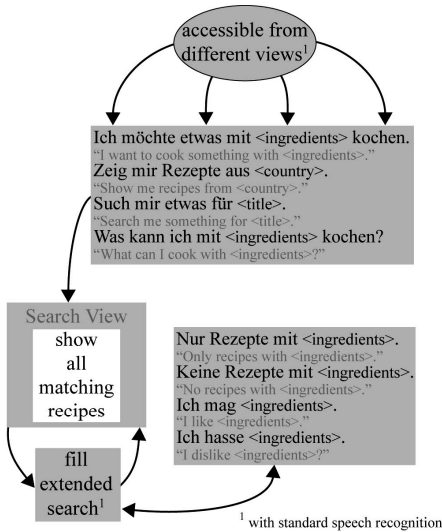 accessible from
different views¹
Ich möchte etwas mit <ingredients> kochen.
“I want to cook something with <ingredients>.”
Zeig mir Rezepte aus <country>.
“Show me recipes from <country>.”
Such mir etwas für <title>.
“Search me something for <title>.”
Was kann ich mit <ingredients> kochen?
“What can I cook with <ingredients>?”
Search View
show
all
matching
recipes
Nur Rezepte mit <ingredients>.
“Only recipes with <ingredients>.”
Keine Rezepte mit <ingredients>.
“No recipes with <ingredients>.”
Ich mag <ingredients>.
“I like <ingredients>.”
Ich hasse <ingredients>.
“I dislike <ingredients>?”
fill
extended
search¹
¹ with standard speech recognition